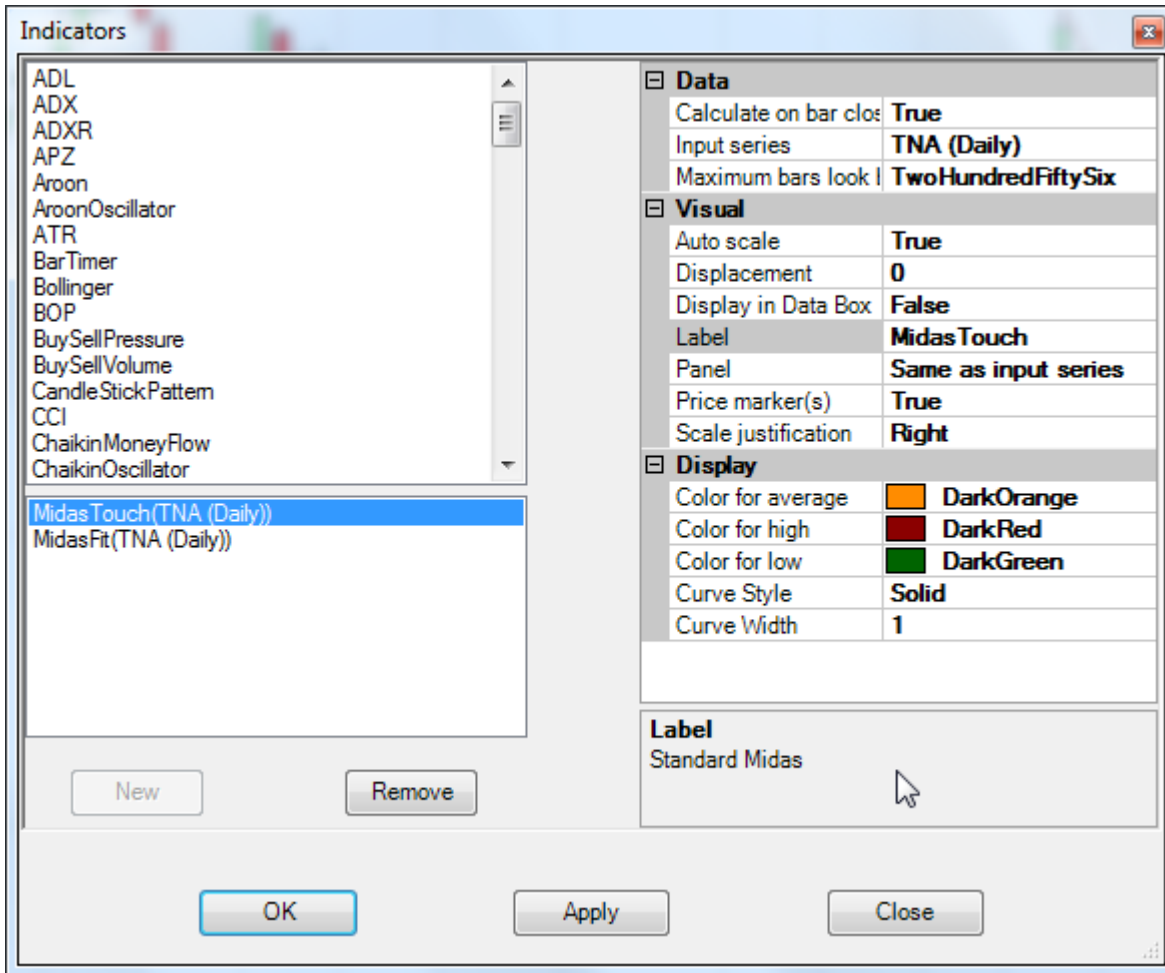 Indicators
ADL
ADX
ADXR
APZ
Aroon
AroonOscillator
ATR
BarTimer
Bollinger
BOP
BuySellPressure
BuySellVolume
CandleStickPattern
CCI
ChaikinMoneyFlow
ChaikinOscillator
MidasTouch(TNA (Daily))
MidasFit(TNA (Daily))
New Remove
Data
Calculate on bar clos True
Input series TNA (Daily)
Maximum bars look TwoHundredFiftySix
Visual
Auto scale True
Displacement 0
Display in Data Box False
Label MidasTouch
Panel Same as input series
Price marker(s) True
Scale justification Right
Display
Color for average DarkOrange
Color for high DarkRed
Color for low DarkGreen
Curve Style Solid
Curve Width 1
Label
Standard Midas
OK Apply Close